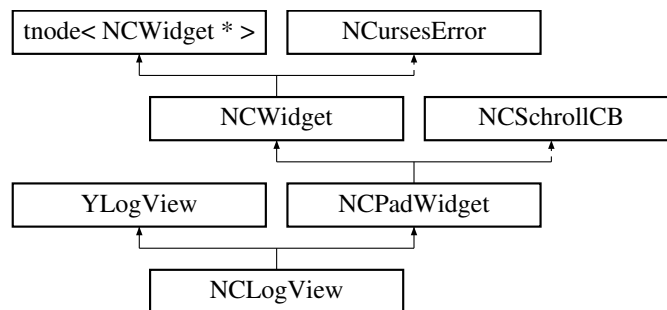 tnode< NCWidget * >
NCursesError
NCWidget
NCSchrollCB
YLogView
NCPadWidget
NCLogView